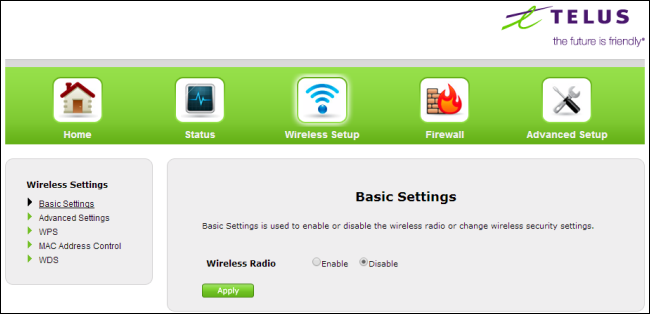 TELUS
the future is friendly*
Home
Status
Wireless Setup
Firewall
Advanced Setup
Wireless Settings
Basic Settings
Advanced Settings
WPS
MAC Address Control
WDS
Basic Settings
Basic Settings is used to enable or disable the wireless radio or change wireless security settings.
Wireless Radio Enable Disable
Apply